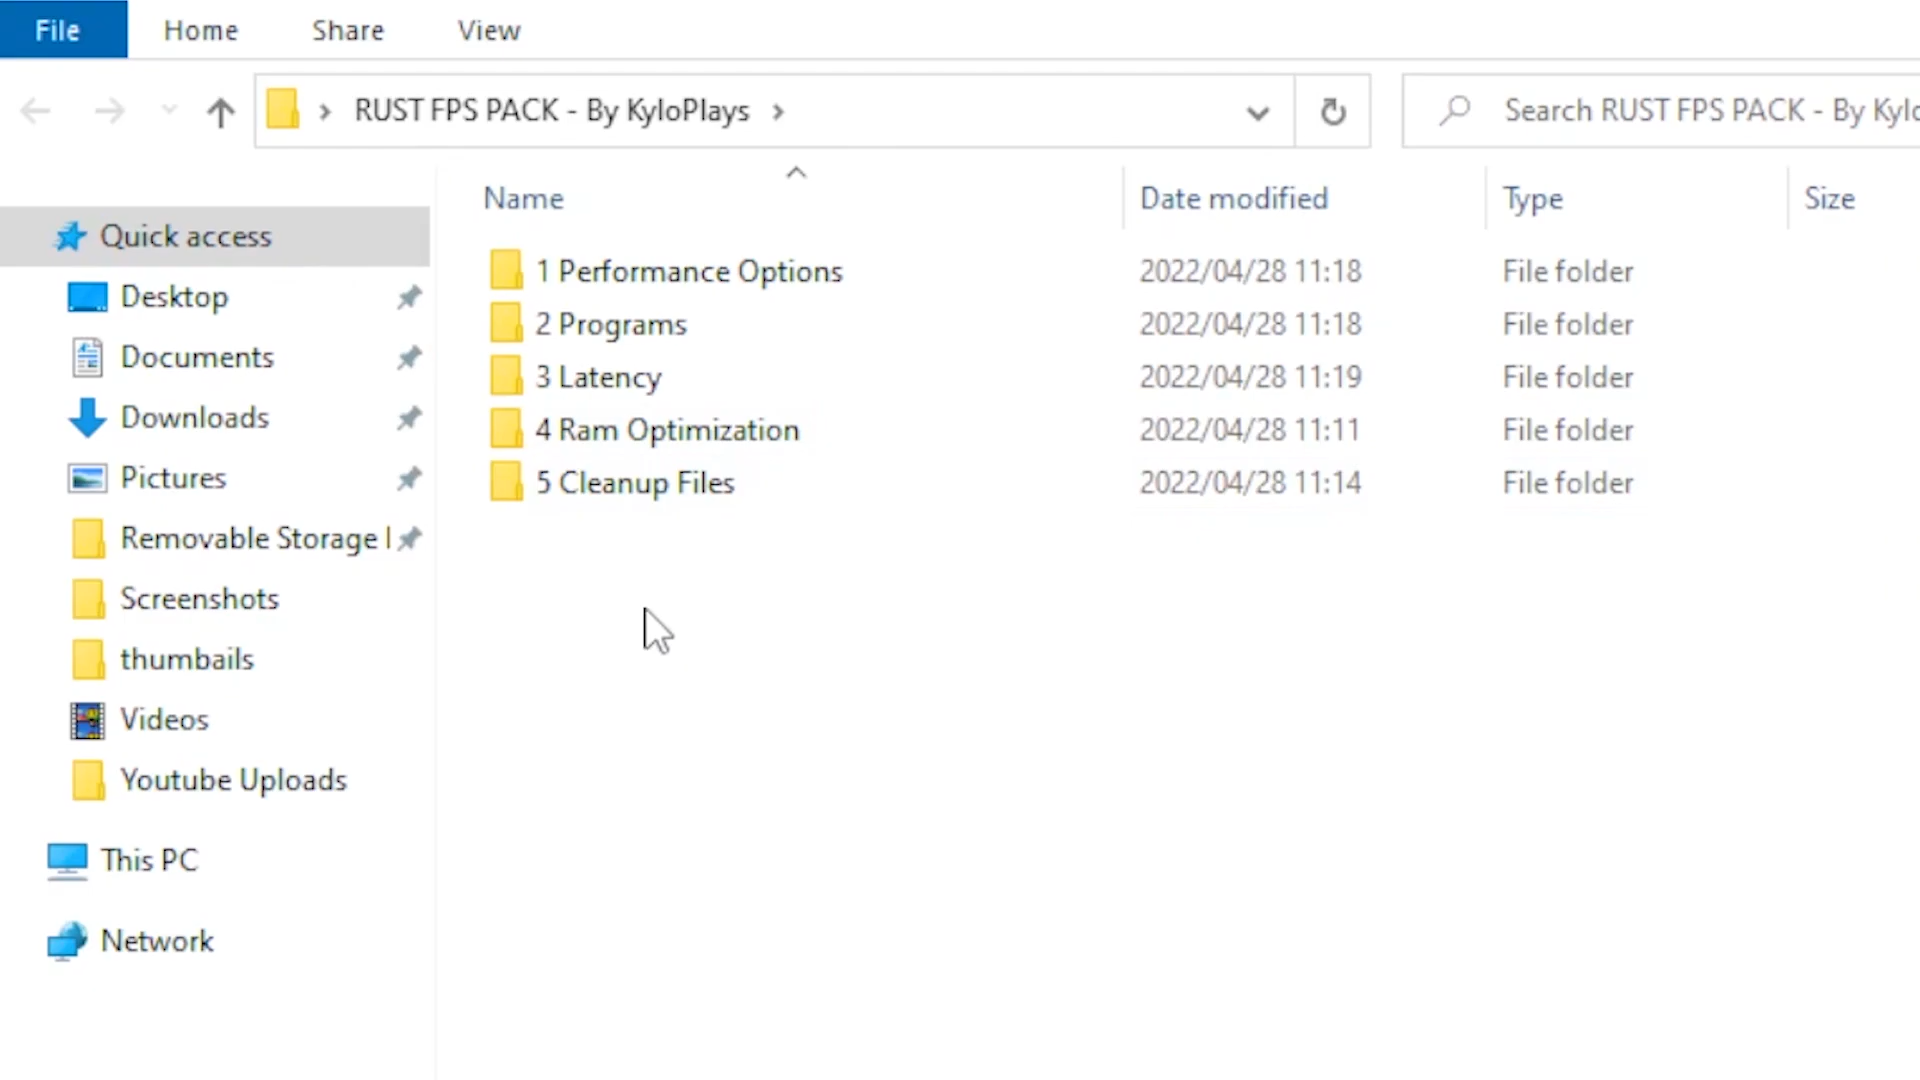 File Home Share View
RUST FPS PACK - By KyloPlays
Search RUST FPS PACK - By
Name Date modified Type Size
Quick access
Desktop
Documents
Downloads
Pictures
Removable Storage
Screenshots
thumbails
Videos
Youtube Uploads
This PC
Network
1 Performance Options 2022/04/28 11:18 File folder
2 Programs 2022/04/28 11:18 File folder
3 Latency 2022/04/28 11:19 File folder
4 Ram Optimization 2022/04/28 11:11 File folder
5 Cleanup Files 2022/04/28 11:14 File folder